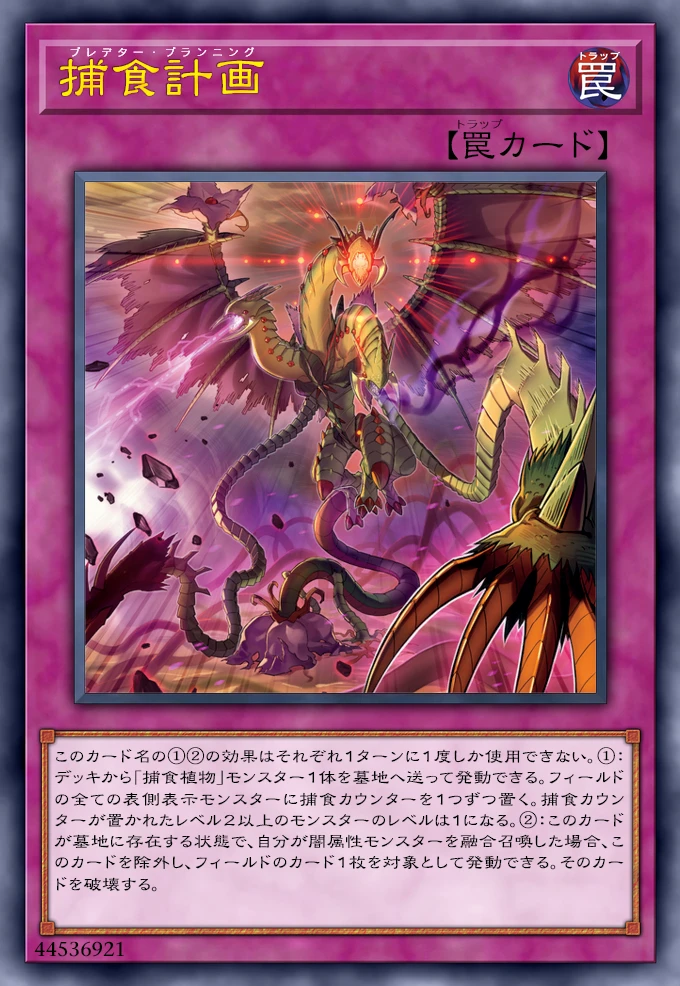 プレデター・プランニング
捕食計画
トラップ
罠
トラップ
【罠カード】
このカード名の①②の効果はそれぞれ1ターンに1度しか使用できない。①：
デッキから「捕食植物」モンスター1体を墓地へ送って発動できる。フィールド
の全ての表側表示モンスターに捕食カウンターを1つずつ置く。捕食カウン
ターが置かれたレベル2以上のモンスターのレベルは1になる。②：このカード
が墓地に存在する状態で、自分が闇属性モンスターを融合召喚した場合、こ
のカードを除外し、フィールドのカード1枚を対象として発動できる。そのカー
ドを破壊する。
44536921